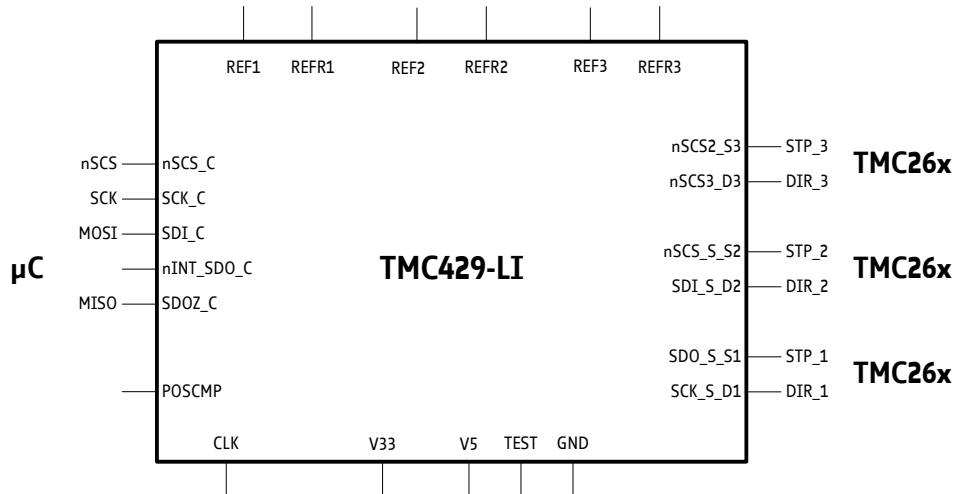 REF1 REFR1 REF2 REFR2 REF3 REFR3
nSCS2_S3 STP_3
TMC26x
nSCS nSCS_C
nSCS3_D3 DIR_3
SCK SCK_C
MOSI SDI_C
nSCS_S_S2 STP_2
µC nINT_SDO_C TMC429-LI TMC26x
SDI_S_D2 DIR_2
MISO SDOZ_C
SDO_S_S1 STP_1
TMC26x
POSCMP SCK_S_D1 DIR_1
CLK V33 V5 TEST GND